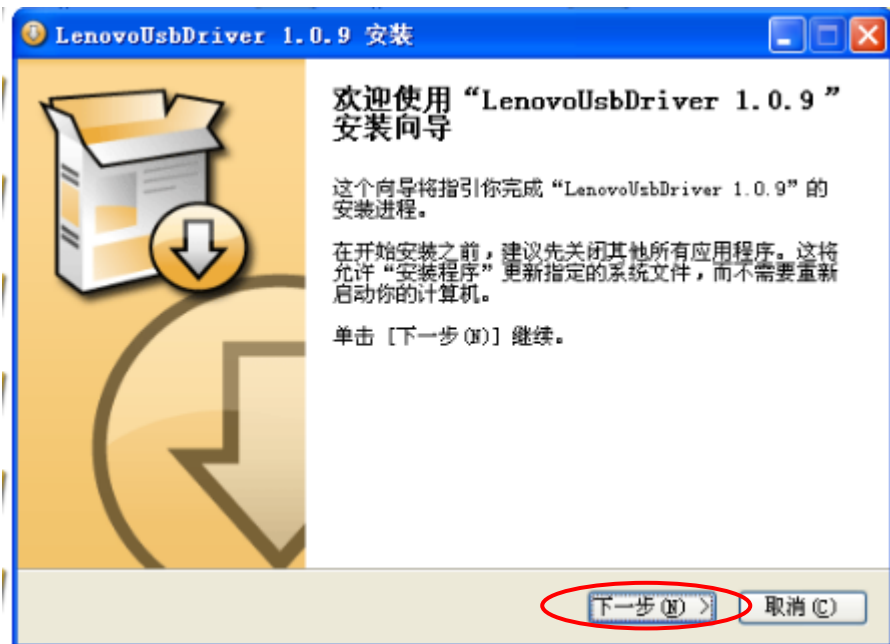 LenovoUsbDriver 1.0.9 安装
欢迎使用“LenovoUsbDriver 1.0.9 ”
安装向导
这个向导将指引你完成“LenovoUsbDriver 1.0.9”的
安装进程。
在开始安装之前，建议先关闭其他所有应用程序。这将
允许“安装程序”更新指定的系统文件，而不需要重新
启动你的计算机。
单击 [下一步(N)] 继续。
下一步(N) >
取消(C)